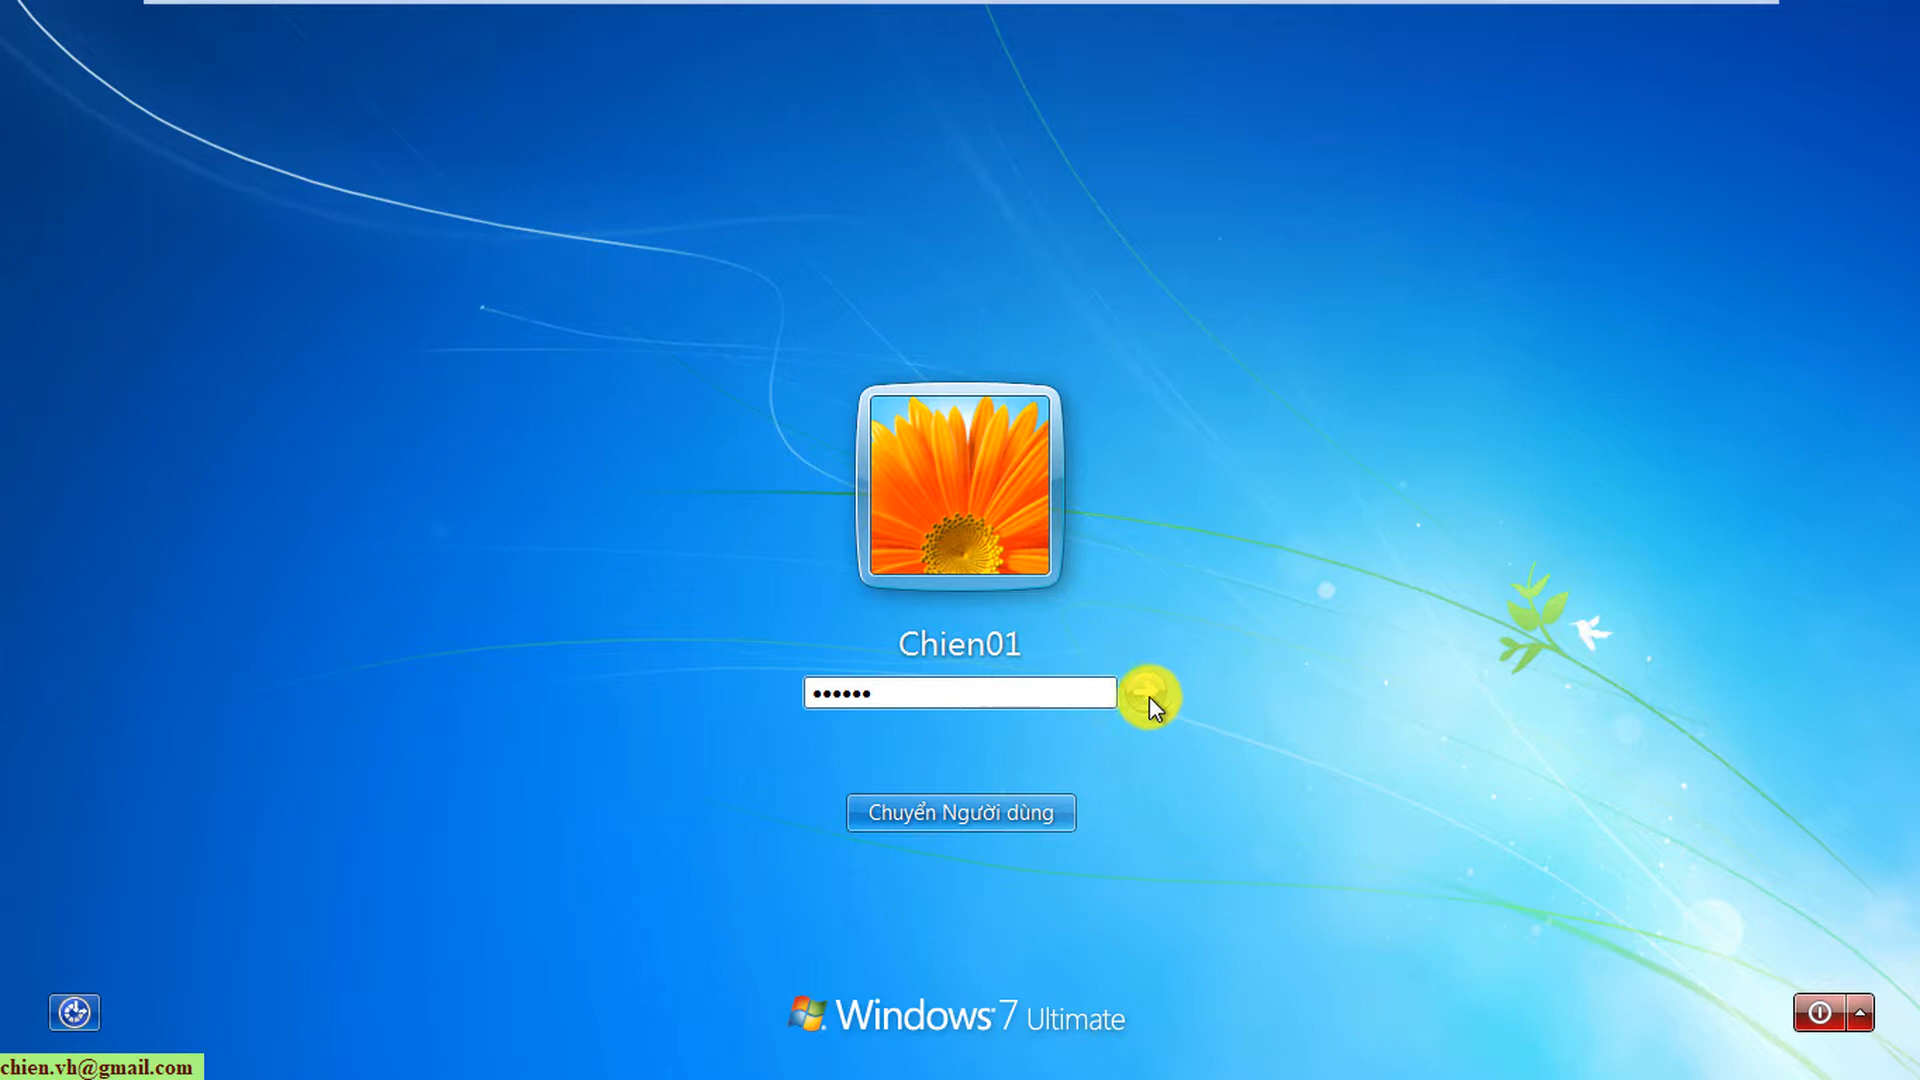 Chien01
••••••
Chuyển Người dùng
Windows 7 Ultimate
chien.vh@gmail.com